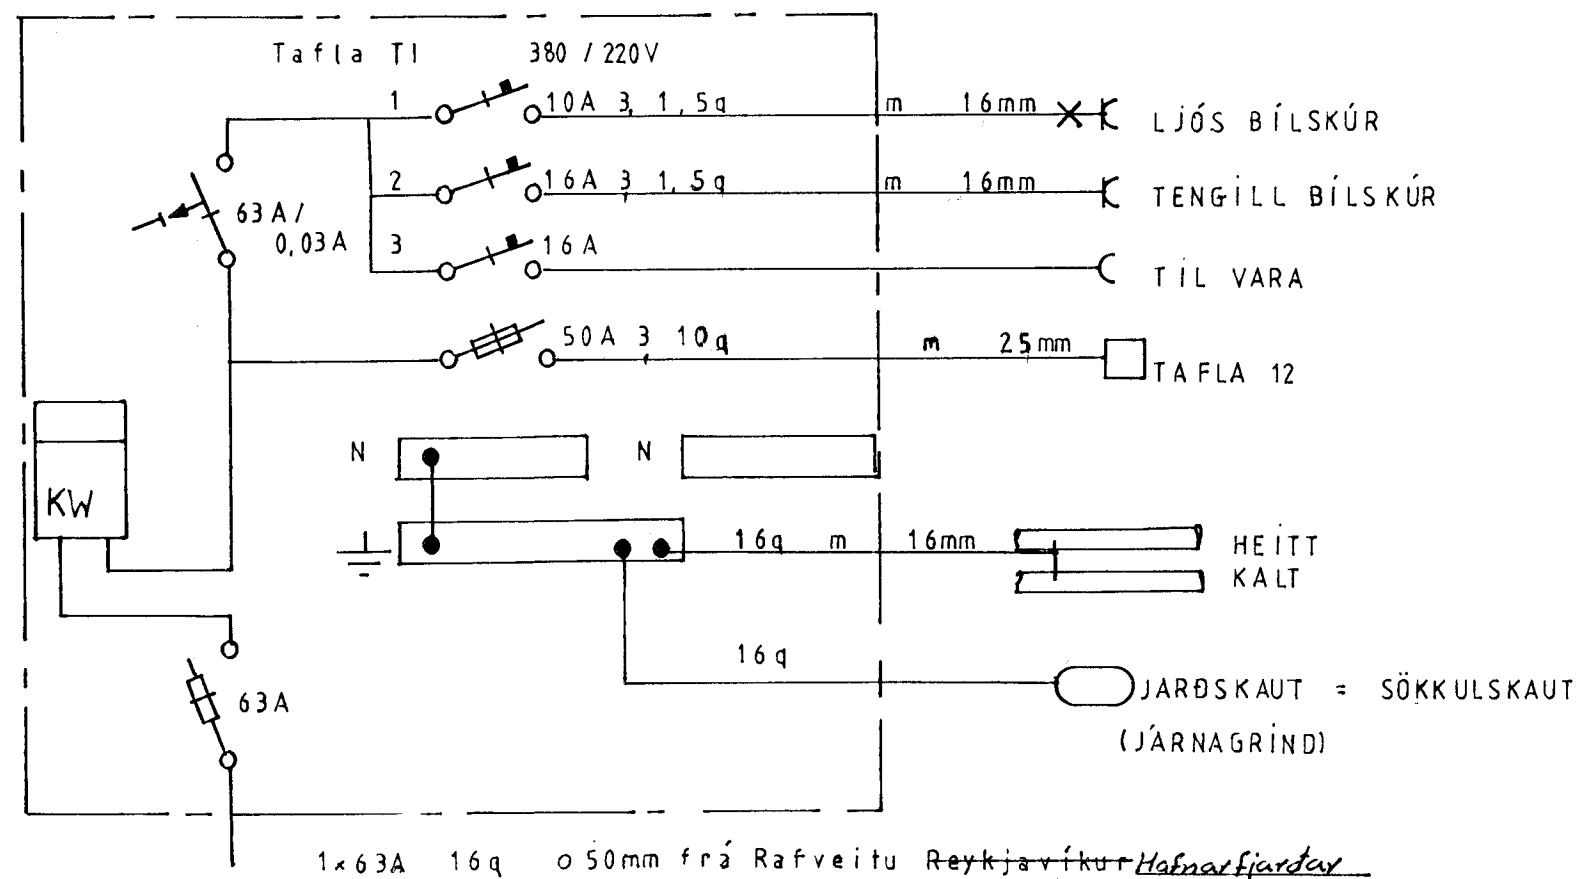 Tafla T1 380 / 220V
1 10A 3, 1,5q m 16mm LJÓS BÍLSKÚR
2 16A 3, 1,5q m 16mm TENGILL BÍLSKÚR
63A/
0,03A
3 16A TIL VARA
50A 3, 10q m 25mm TAFLA 12
KW
N N
16q m 16mm HEITT
KALT
16q
63A
JARÐSKAUT = SÖKKULSKAUT
(JÁRNAGRIND)
1x63A 16q o 50mm frá Rafveitu Reykjavíkur Hafnarfjarðar